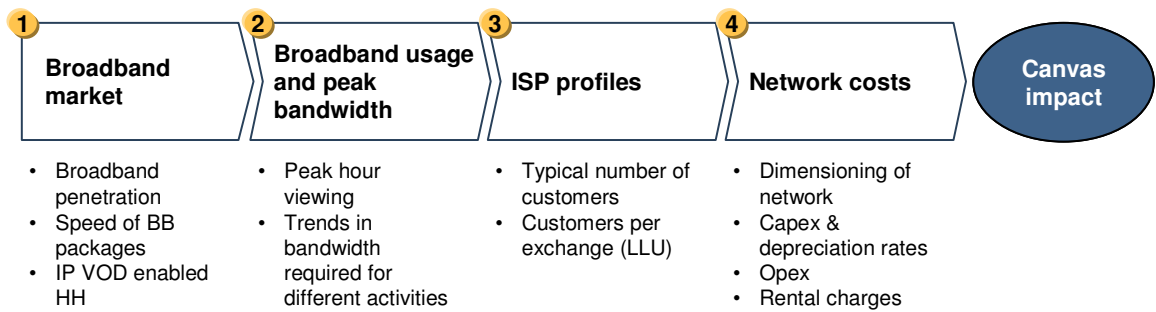 1
Broadband
market
2
Broadband usage
and peak
bandwidth
3
ISP profiles
4
Network costs
Canvas
impact
• Broadband
penetration
• Speed of BB
packages
• IP VOD enabled
HH
• Peak hour
viewing
• Trends in
bandwidth
required for
different activities
• Typical number of
customers
• Customers per
exchange (LLU)
• Dimensioning of
network
• Capex &
depreciation rates
• Opex
• Rental charges